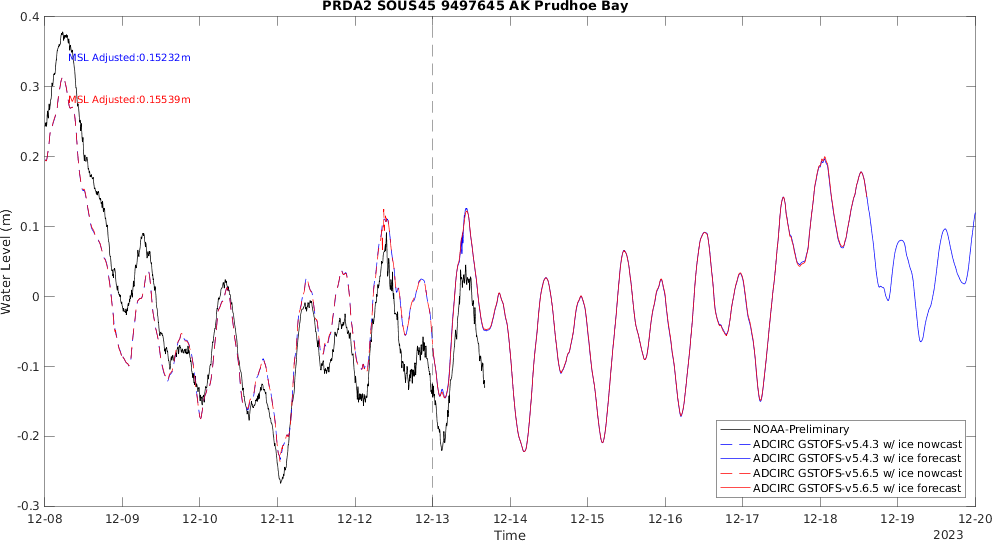 PRDA2 SOUS45 9497645 AK Prudhoe Bay
0.4
0.3
0.2
0.1
0
-0.1
-0.2
-0.3
Water Level (m)
MSL Adjusted:0.15232m
MSL Adjusted:0.15539m
NOAA-Preliminary
ADCIRC GSTOFS-v5.4.3 w/ ice nowcast
ADCIRC GSTOFS-v5.4.3 w/ ice forecast
ADCIRC GSTOFS-v5.6.5 w/ ice nowcast
ADCIRC GSTOFS-v5.6.5 w/ ice forecast
12-08 12-09 12-10 12-11 12-12 12-13 12-14 12-15 12-16 12-17 12-18 12-19 12-20
Time
2023